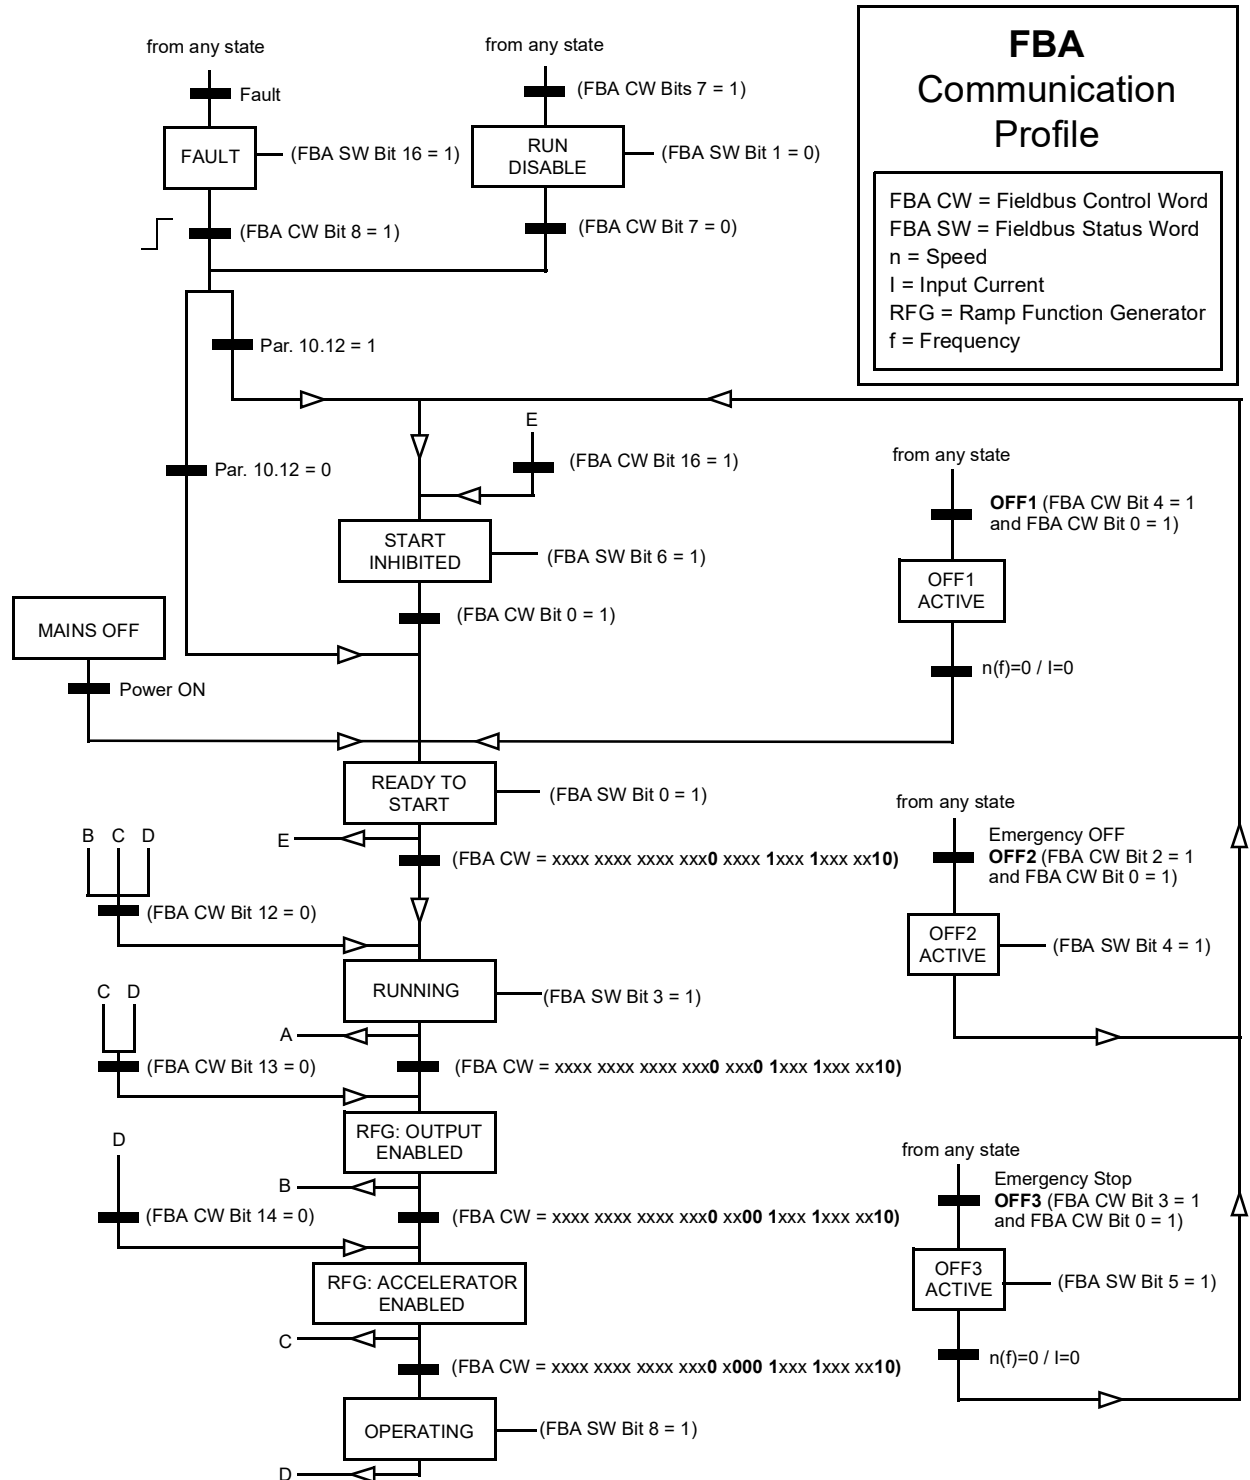 FBA
Communication
Profile
FBA CW = Fieldbus Control Word
FBA SW = Fieldbus Status Word
n = Speed
I = Input Current
RFG = Ramp Function Generator
f = Frequency
from any state
Fault
FAULT
(FBA SW Bit 16 = 1)
(FBA CW Bit 8 = 1)
from any state
(FBA CW Bits 7 = 1)
RUN
DISABLE
(FBA SW Bit 1 = 0)
(FBA CW Bit 7 = 0)
Par. 10.12 = 1
Par. 10.12 = 0
E
(FBA CW Bit 16 = 1)
START
INHIBITED
(FBA SW Bit 6 = 1)
(FBA CW Bit 0 = 1)
MAINS OFF
Power ON
from any state
OFF1 (FBA CW Bit 4 = 1
and FBA CW Bit 0 = 1)
OFF1
ACTIVE
n(f)=0 / I=0
READY TO
START
(FBA SW Bit 0 = 1)
E
(FBA CW = xxxx xxxx xxxx xxx0 xxxx 1xxx 1xxx xx10)
B C D
(FBA CW Bit 12 = 0)
RUNNING
(FBA SW Bit 3 = 1)
A
(FBA CW = xxxx xxxx xxxx xxx0 xxx0 1xxx 1xxx xx10)
C D
(FBA CW Bit 13 = 0)
RFG: OUTPUT
ENABLED
B
(FBA CW = xxxx xxxx xxxx xxx0 xx00 1xxx 1xxx xx10)
D
(FBA CW Bit 14 = 0)
RFG: ACCELERATOR
ENABLED
C
(FBA CW = xxxx xxxx xxxx xxx0 x000 1xxx 1xxx xx10)
OPERATING
(FBA SW Bit 8 = 1)
D
from any state
Emergency OFF
OFF2 (FBA CW Bit 2 = 1
and FBA CW Bit 0 = 1)
OFF2
ACTIVE
(FBA SW Bit 4 = 1)
from any state
Emergency Stop
OFF3 (FBA CW Bit 3 = 1
and FBA CW Bit 0 = 1)
OFF3
ACTIVE
(FBA SW Bit 5 = 1)
n(f)=0 / I=0